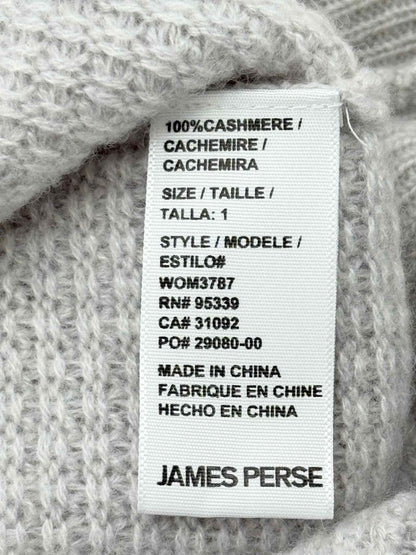 100%CASHMERE /
CACHEMIRE /
CACHEMIRA
SIZE / TAILLE /
TALLA: 1
STYLE / MODELE /
ESTILO#
WOM3787
RN# 95339
CA# 31092
PO# 29080-00
MADE IN CHINA
FABRIQUE EN CHINE
HECHO EN CHINA
JAMES PERSE